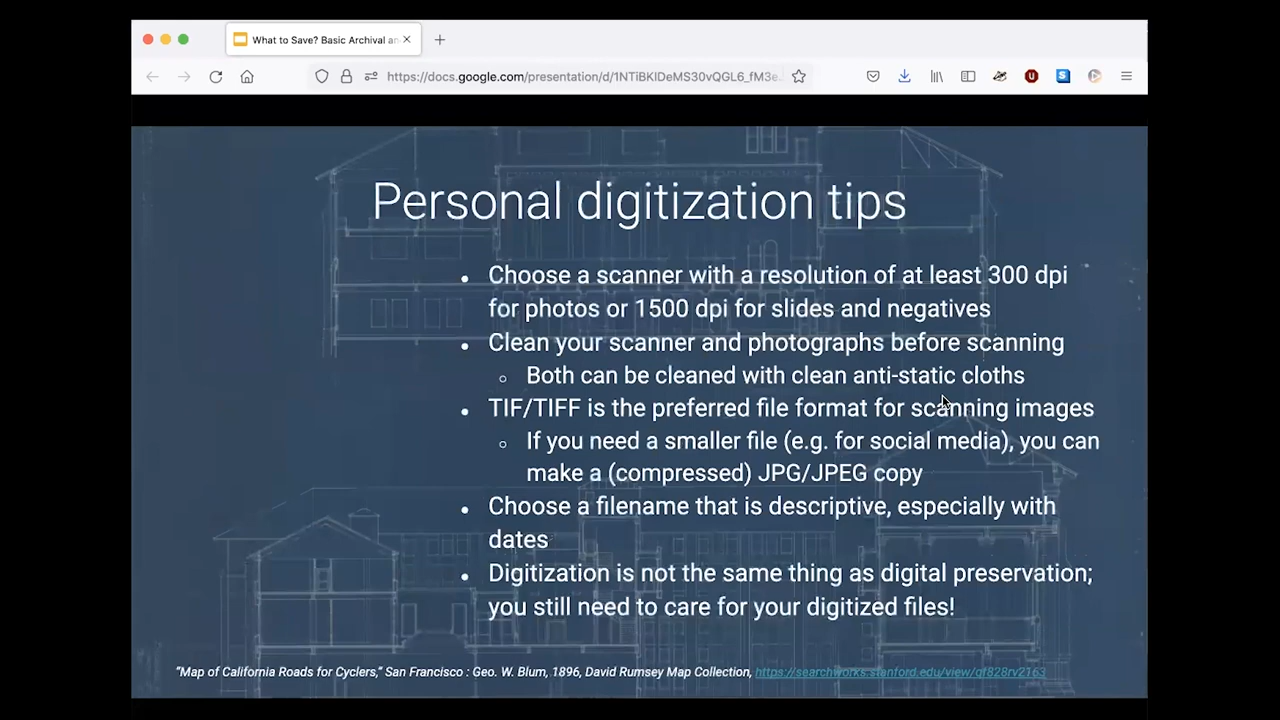 What to Save? Basic Archival an
https://docs.google.com/presentation/d/1NTiBKlDeMS30vQGL6_fM3e.
Personal digitization tips
• Choose a scanner with a resolution of at least 300 dpi
for photos or 1500 dpi for slides and negatives
• Clean your scanner and photographs before scanning
○ Both can be cleaned with clean anti-static cloths
• TIF/TIFF is the preferred file format for scanning images
○ If you need a smaller file (e.g. for social media), you can
make a (compressed) JPG/JPEG copy
• Choose a filename that is descriptive, especially with
dates
• Digitization is not the same thing as digital preservation;
you still need to care for your digitized files!
"Map of California Roads for Cyclers," San Francisco : Geo. W. Blum, 1896, David Rumsey Map Collection, https://searchworks.stanford.edu/view/qf828rv2163